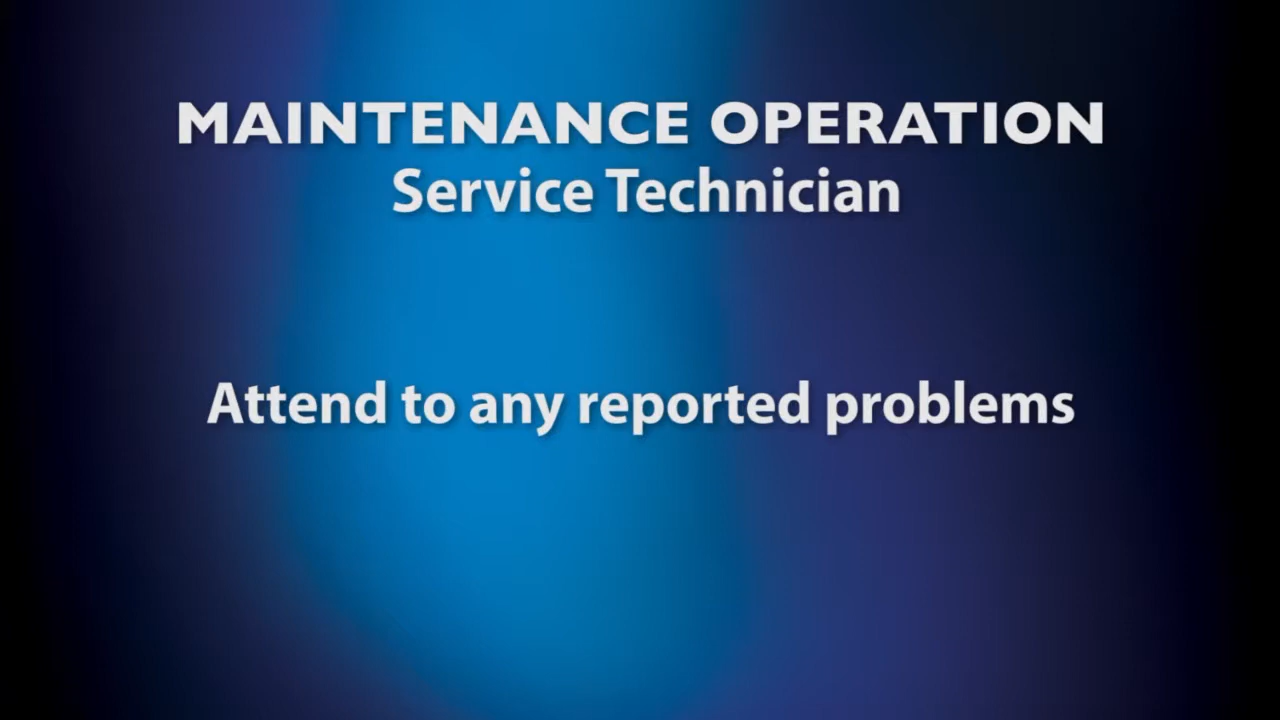 MAINTENANCE OPERATION
Service Technician
Attend to any reported problems